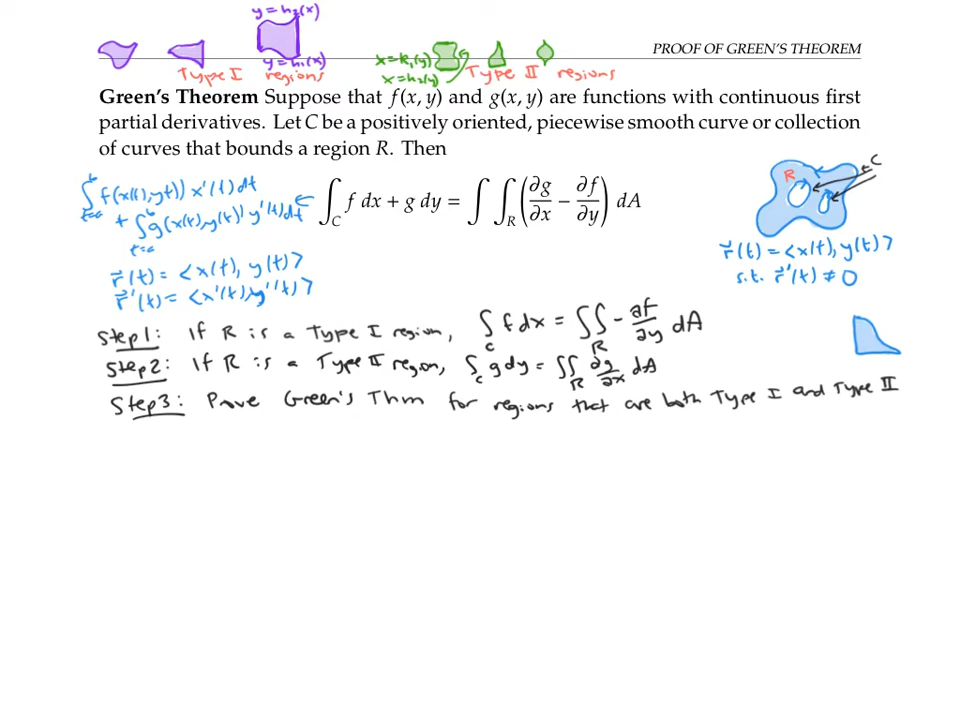 y = h₂(x)
PROOF OF GREEN'S THEOREM
y = h₁(x)
x = k₁(y)
Type I regions
x = k₂(y)
Type II regions
Green's Theorem Suppose that f(x, y) and g(x, y) are functions with continuous first
partial derivatives. Let C be a positively oriented, piecewise smooth curve or collection
of curves that bounds a region R. Then
∫_{t=a}^{b} f(x(t), y(t)) x'(t) dt
+ ∫_{t=a}^{b} g(x(t), y(t)) y'(t) dt ⇐
∫_C f dx + g dy = ∫ ∫_R (∂g/∂x − ∂f/∂y) dA
R
C
r⃗(t) = <x(t), y(t)>
s.t. r⃗'(t) ≠ 0
r⃗(t) = <x(t), y(t)>
r⃗'(t) = <x'(t), y'(t)>
Step 1: If R is a Type I region, ∫_C f dx = ∫∫_R − ∂f/∂y dA
Step 2: If R is a Type II region, ∫_C g dy = ∫∫_R ∂g/∂x dA
Step 3: Prove Green's Thm for regions that are both Type I and Type II